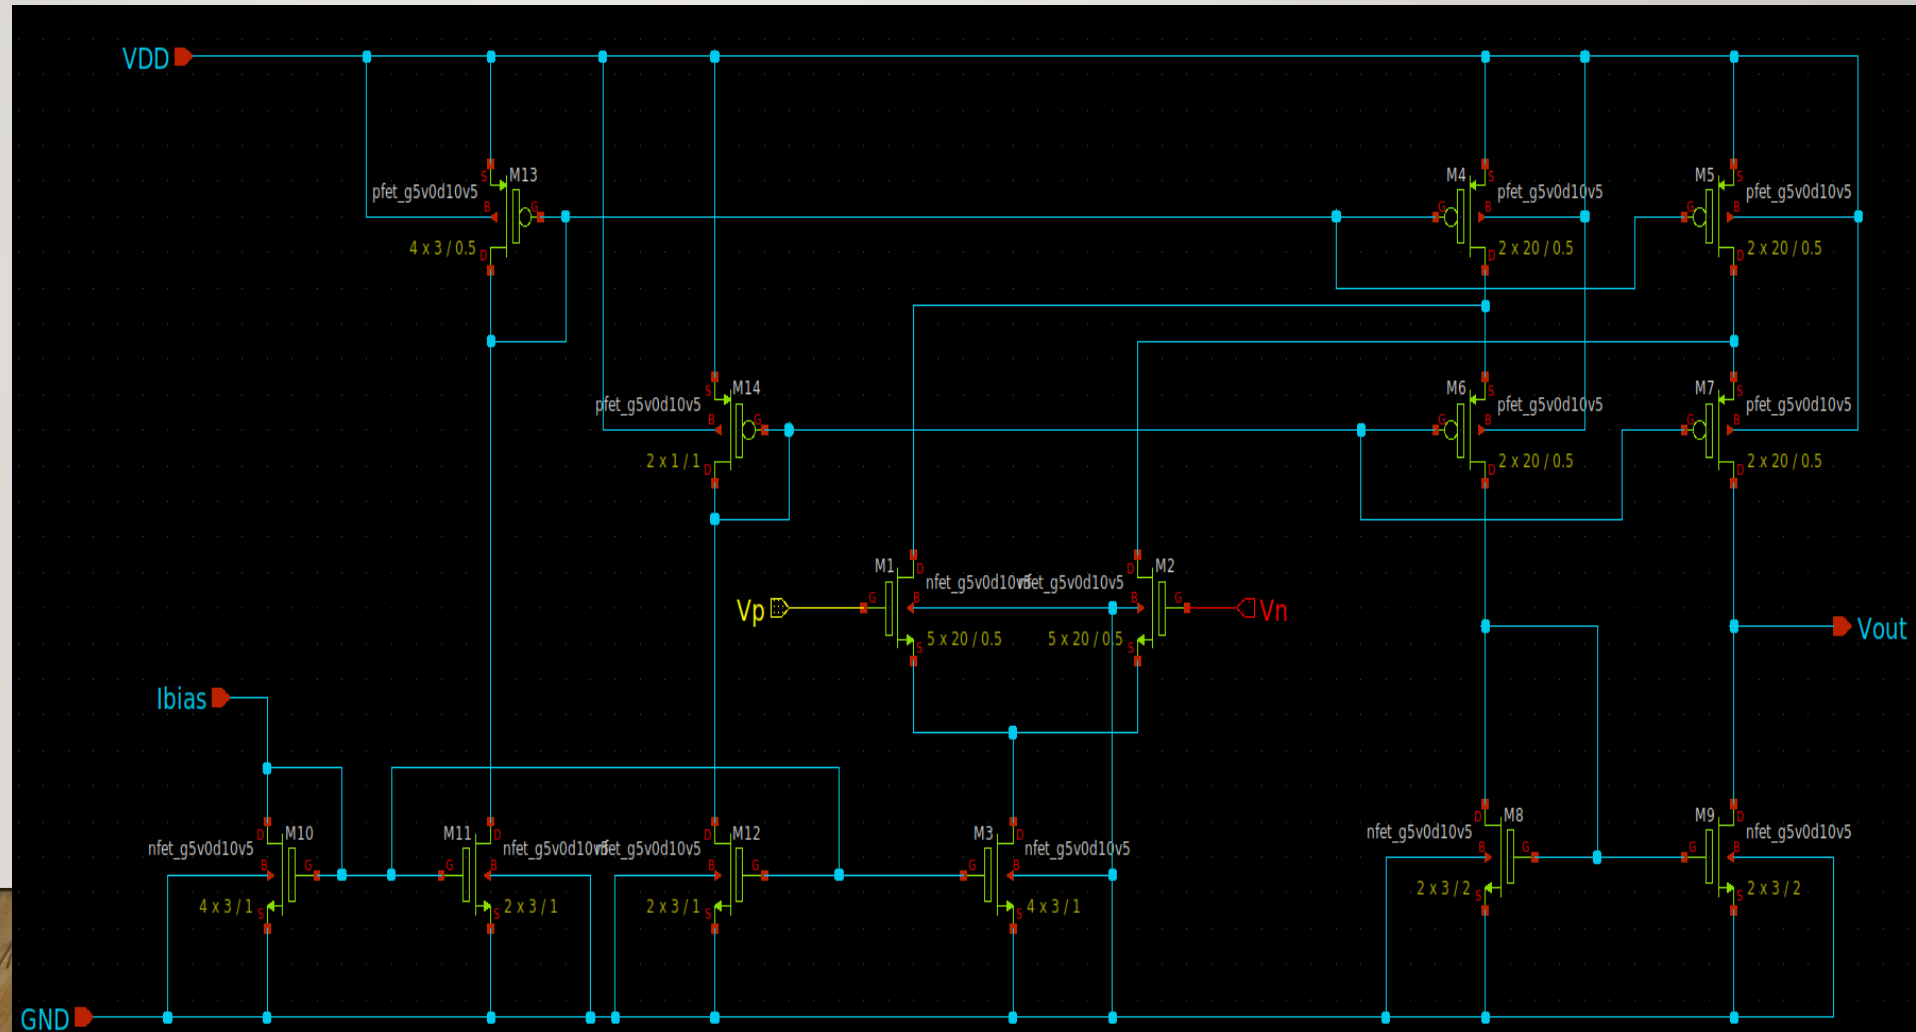 VDD
M13
pfet_g5v0d10v5
4 x 3 / 0.5
S
B
G
D
M4
pfet_g5v0d10v5
2 x 20 / 0.5
S
B
G
D
M5
pfet_g5v0d10v5
2 x 20 / 0.5
S
B
G
D
M14
pfet_g5v0d10v5
2 x 1 / 1
S
B
G
D
M6
pfet_g5v0d10v5
2 x 20 / 0.5
S
B
G
D
M7
pfet_g5v0d10v5
2 x 20 / 0.5
S
B
G
D
Vp
M1
nfet_g5v0d10v5
5 x 20 / 0.5
D
G
B
S
M2
nfet_g5v0d10v5
5 x 20 / 0.5
D
G
B
S
Vn
Vout
Ibias
M10
nfet_g5v0d10v5
4 x 3 / 1
D
B
G
S
M11
nfet_g5v0d10v5
2 x 3 / 1
D
G
B
S
M12
nfet_g5v0d10v5
2 x 3 / 1
D
B
G
S
M3
nfet_g5v0d10v5
4 x 3 / 1
D
G
B
S
M8
nfet_g5v0d10v5
2 x 3 / 2
D
B
G
S
M9
nfet_g5v0d10v5
2 x 3 / 2
D
G
B
S
GND